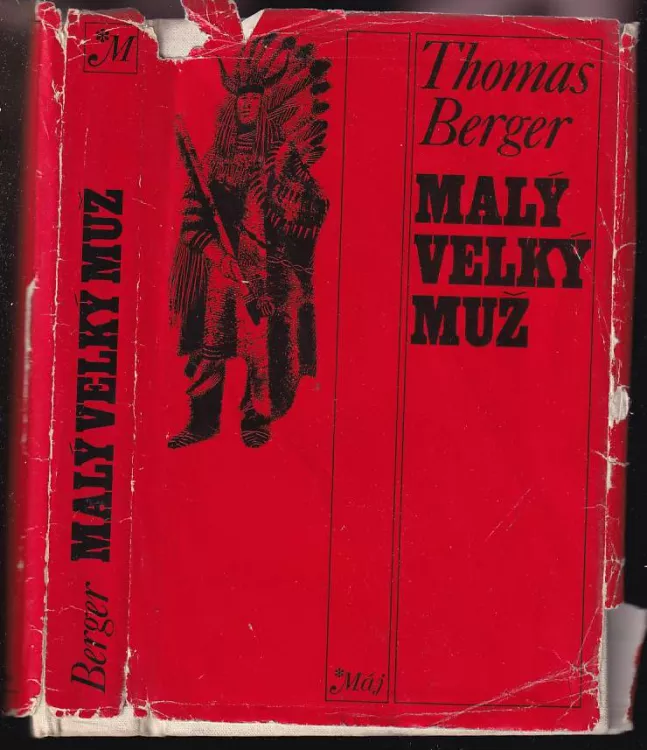 *M
Berger MALÝ VELKÝ MUŽ
Thomas
Berger
MALÝ
VELKÝ
MUŽ
*Máj